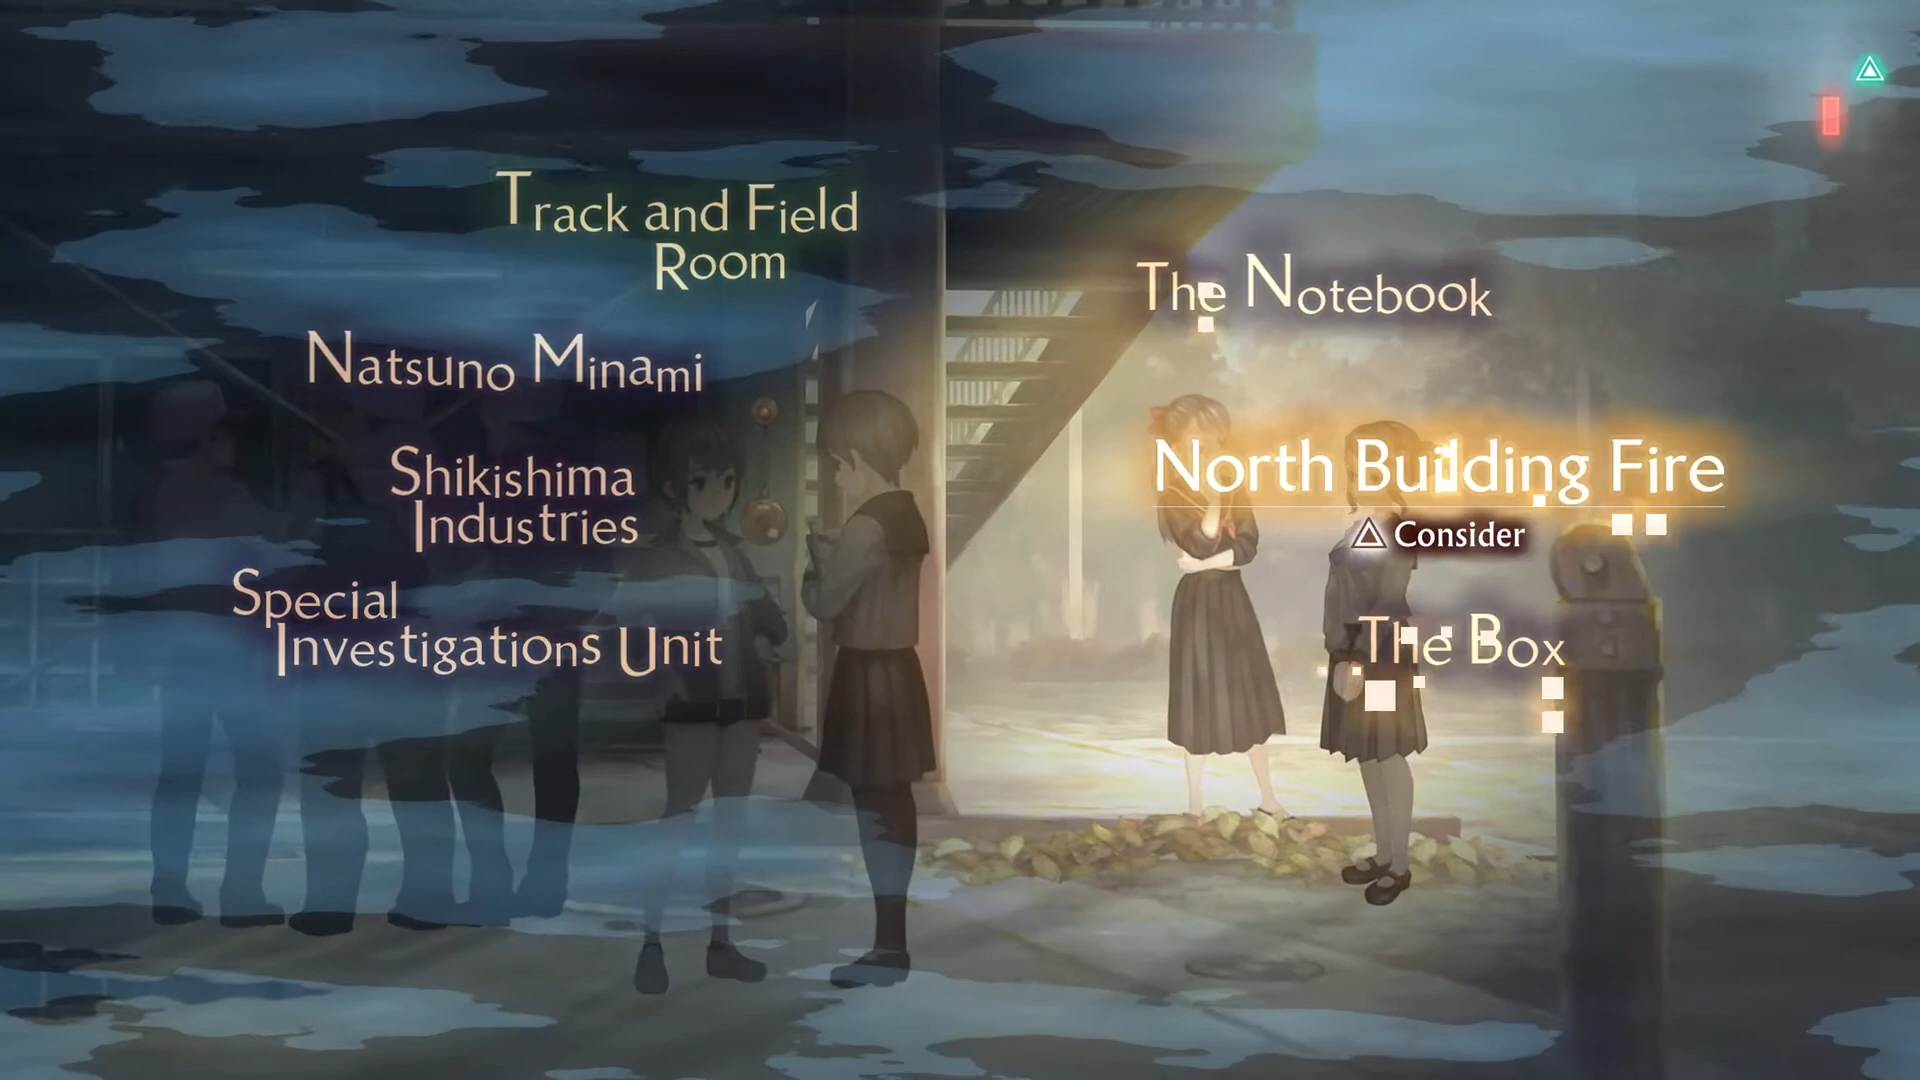 Track and Field
Room
Natsuno Minami
Shikishima
Industries
Special
Investigations Unit
The Notebook
North Building Fire
Consider
The Box